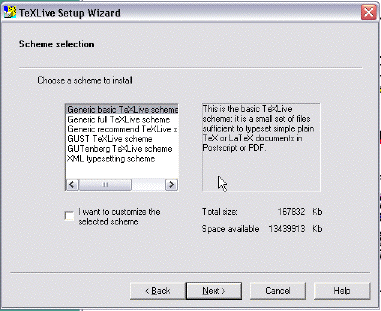 TeXLive Setup Wizard
Scheme selection
Choose a scheme to install
Generic basic TeXLive scheme
Generic full TeXLive scheme
Generic recommend TeXLive s
GUST TeXLive scheme
GUTenberg TeXLive scheme
XML typesetting scheme
This is the basic TeXLive
scheme: it is a small set of files
sufficient to typeset simple plain
TeX or LaTeX documents in
Postscript or PDF.
I want to customize the
selected scheme
Total size: 167832 Kb
Space available 13439913 Kb
< Back
Next >
Cancel
Help